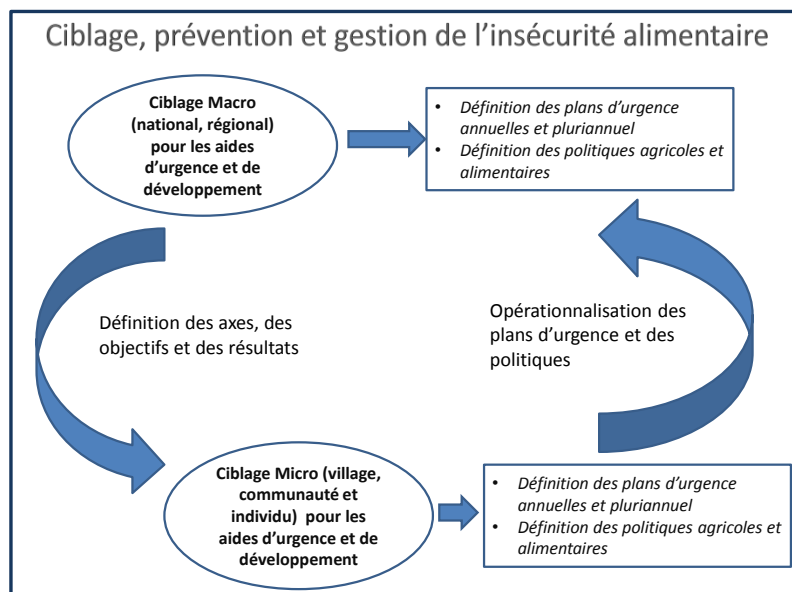 Ciblage, prévention et gestion de l'insécurité alimentaire
Ciblage Macro
(national, régional)
pour les aides
d'urgence et de
développement
• Définition des plans d'urgence
annuelles et pluriannuel
• Définition des politiques agricoles et
alimentaires
Définition des axes, des
objectifs et des résultats
Opérationnalisation des
plans d'urgence et des
politiques
Ciblage Micro (village,
communauté et
individu) pour les
aides d'urgence et de
développement
• Définition des plans d'urgence
annuelles et pluriannuel
• Définition des politiques agricoles et
alimentaires